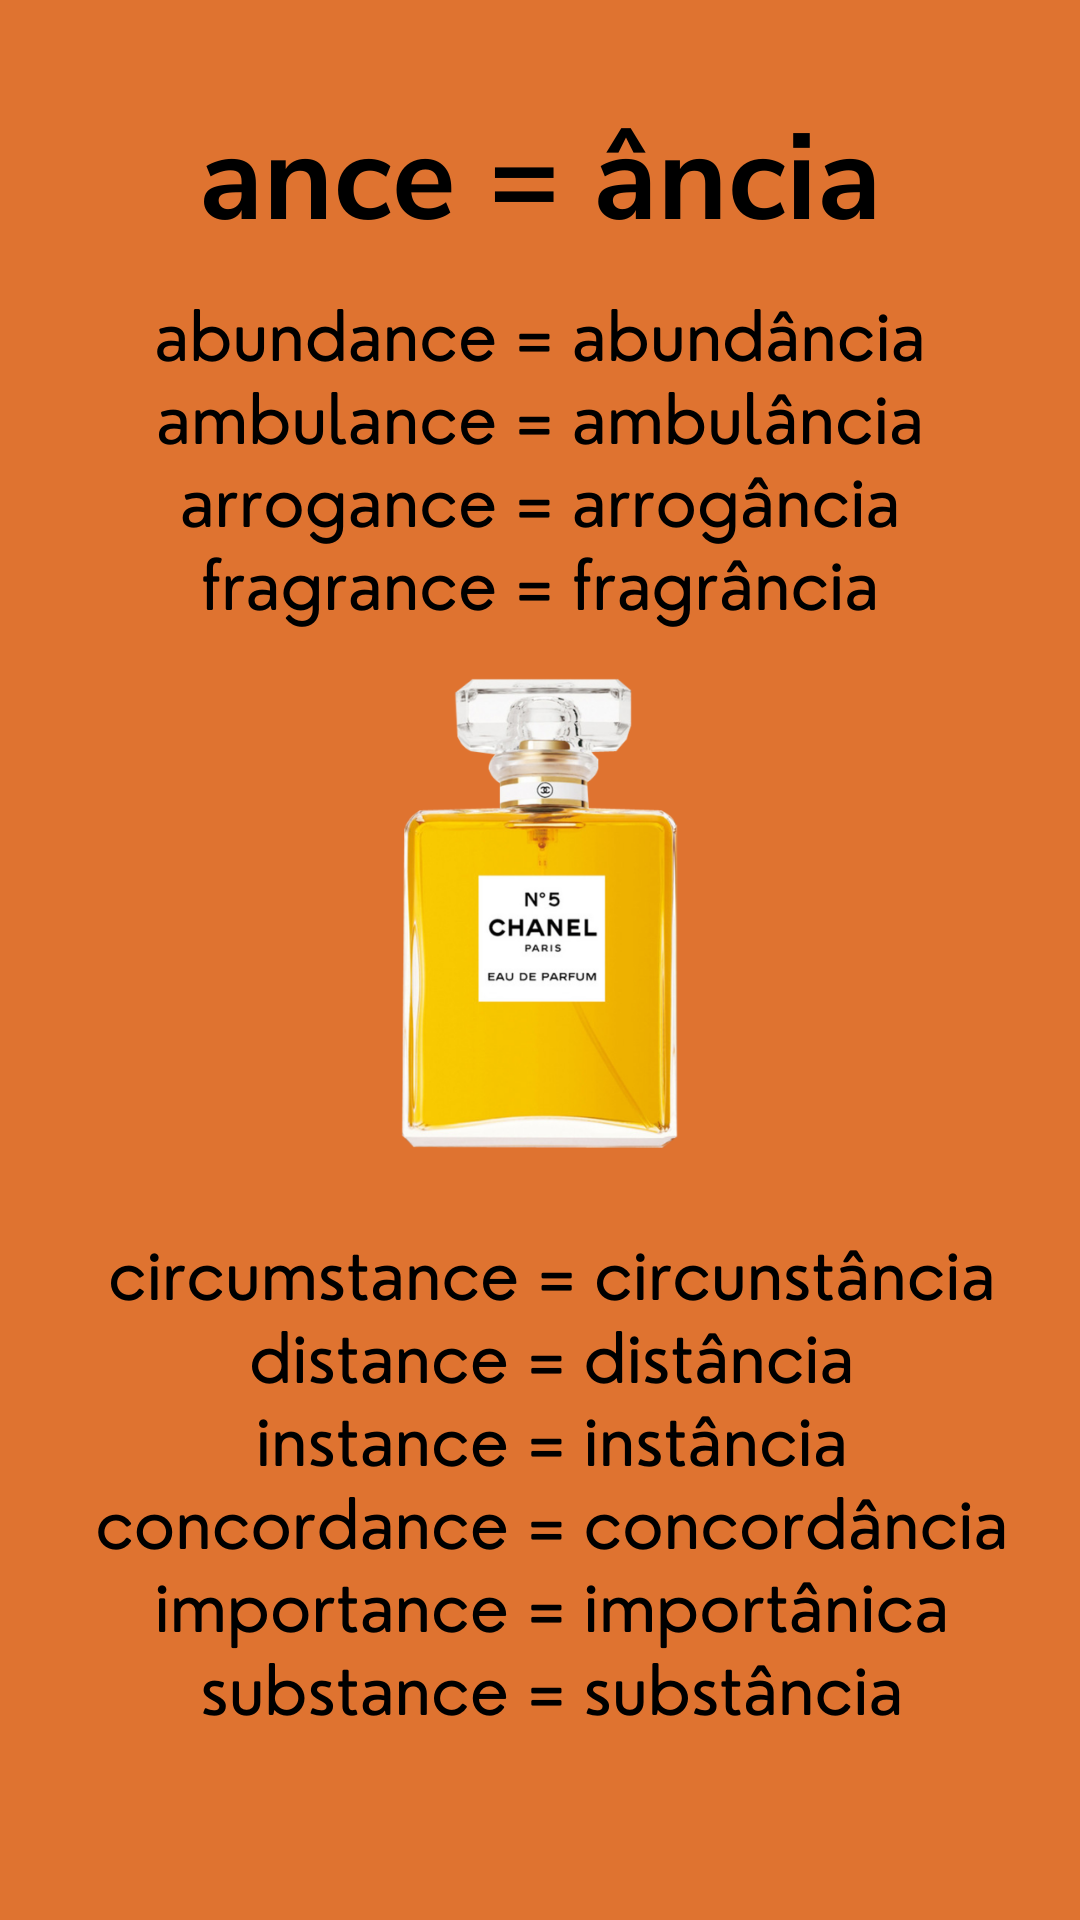 ance = ância
abundance = abundância
ambulance = ambulância
arrogance = arrogância
fragrance = fragrância
N°5
CHANEL
PARIS
EAU DE PARFUM
circumstance = circunstância
distance = distância
instance = instância
concordance = concordância
importance = importânica
substance = substância